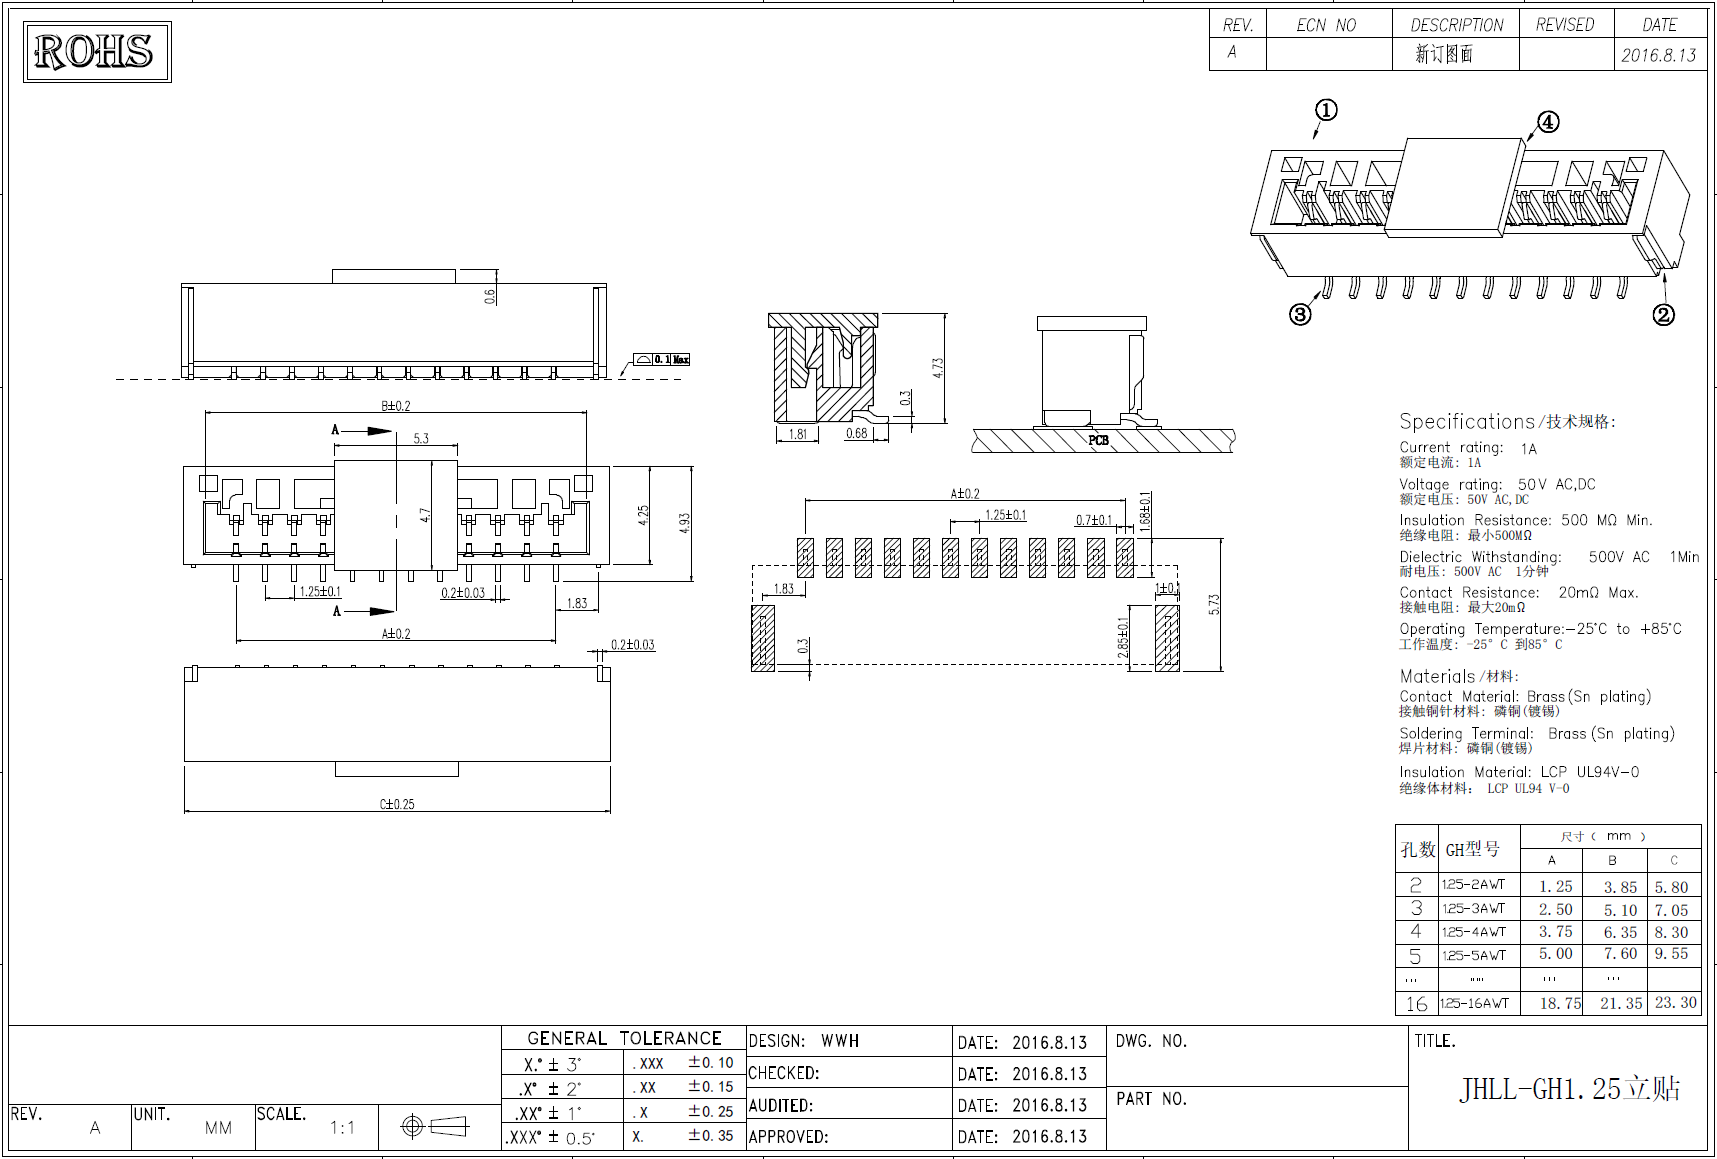 ROHS
REV. ECN NO DESCRIPTION REVISED DATE
A 新订图面 2016.8.13
① ④
③ ②
0.6
0.1 Max
B±0.2
A 5.3
4.7 4.25 4.93
1.25±0.1 0.2±0.03 1.83
A
A±0.2
0.2±0.03
C±0.25
4.73
0.3
1.81 0.68
PCB
A±0.2
1.25±0.1 0.7±0.1 1.68±0.1
1.83 1±0.
5.73
0.3 2.85±0.1
Specifications/技术规格:
Current rating: 1A
额定电流: 1A
Voltage rating: 50V AC,DC
额定电压: 50V AC,DC
Insulation Resistance: 500 MΩ Min.
绝缘电阻: 最小500MΩ
Dielectric Withstanding: 500V AC 1Min
耐电压: 500V AC 1分钟
Contact Resistance: 20mΩ Max.
接触电阻: 最大20mΩ
Operating Temperature:-25°C to +85°C
工作温度: -25° C 到85° C
Materials/材料:
Contact Material: Brass(Sn plating)
接触铜针材料: 磷铜(镀锡)
Soldering Terminal: Brass(Sn plating)
焊片材料: 磷铜(镀锡)
Insulation Material: LCP UL94V-0
绝缘体材料: LCP UL94 V-0
孔数 GH型号 尺寸( mm )
A B C
2 1.25-2AWT 1.25 3.85 5.80
3 1.25-3AWT 2.50 5.10 7.05
4 1.25-4AWT 3.75 6.35 8.30
5 1.25-5AWT 5.00 7.60 9.55
... """" ... ...
16 1.25-16AWT 18.75 21.35 23.30
GENERAL TOLERANCE
X.° ± 3° .XXX ±0.10
.X° ± 2° .XX ±0.15
.XX° ± 1° .X ±0.25
.XXX° ± 0.5° X. ±0.35
REV. A UNIT. MM SCALE. 1:1
DESIGN: WWH DATE: 2016.8.13
CHECKED: DATE: 2016.8.13
AUDITED: DATE: 2016.8.13
APPROVED: DATE: 2016.8.13
DWG. NO.
PART NO.
TITLE.
JHLL-GH1.25立贴